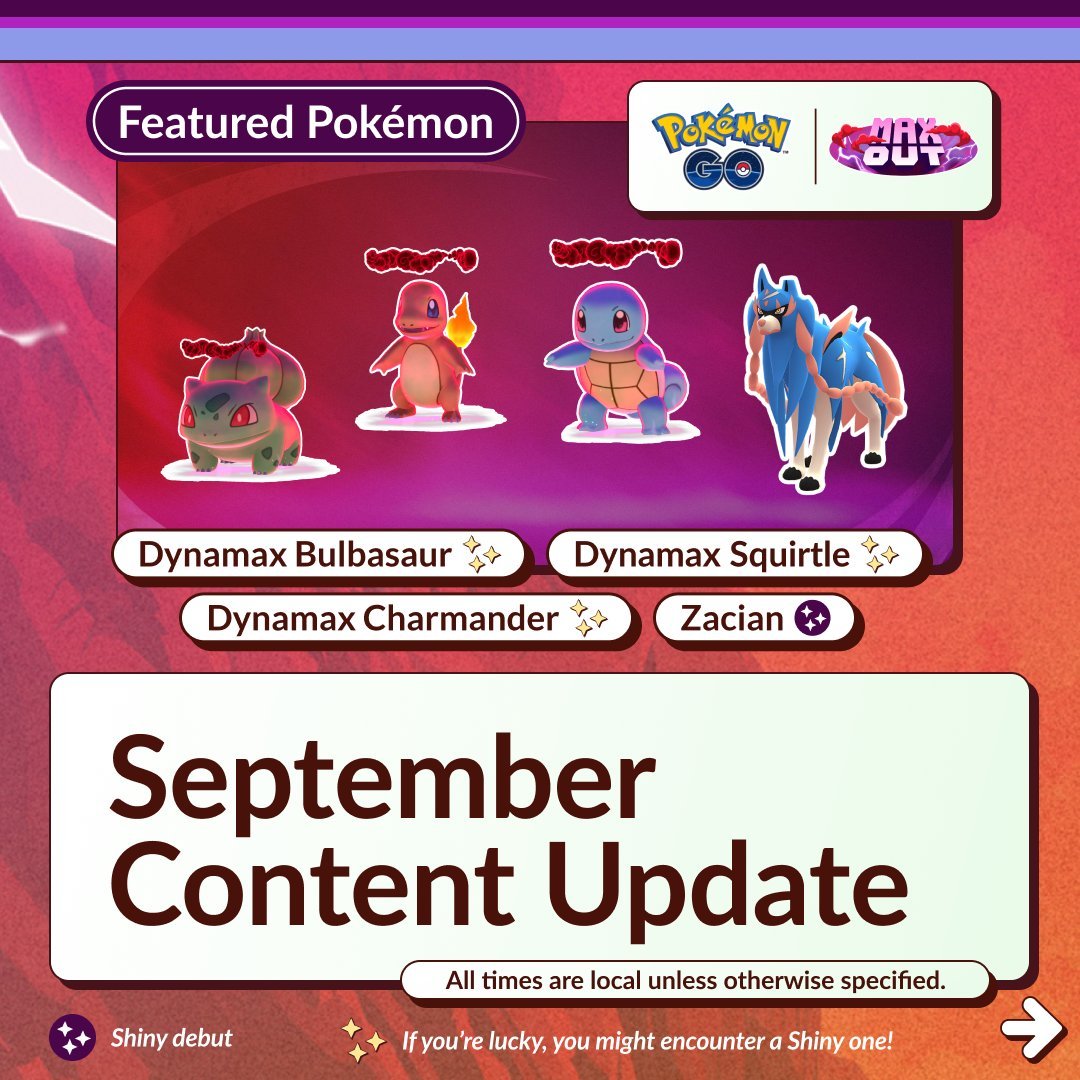 Featured Pokémon
POKÉMON
GO
MAX
OUT
Dynamax Bulbasaur
Dynamax Squirtle
Dynamax Charmander
Zacian
September
Content Update
All times are local unless otherwise specified.
Shiny debut
If you're lucky, you might encounter a Shiny one!